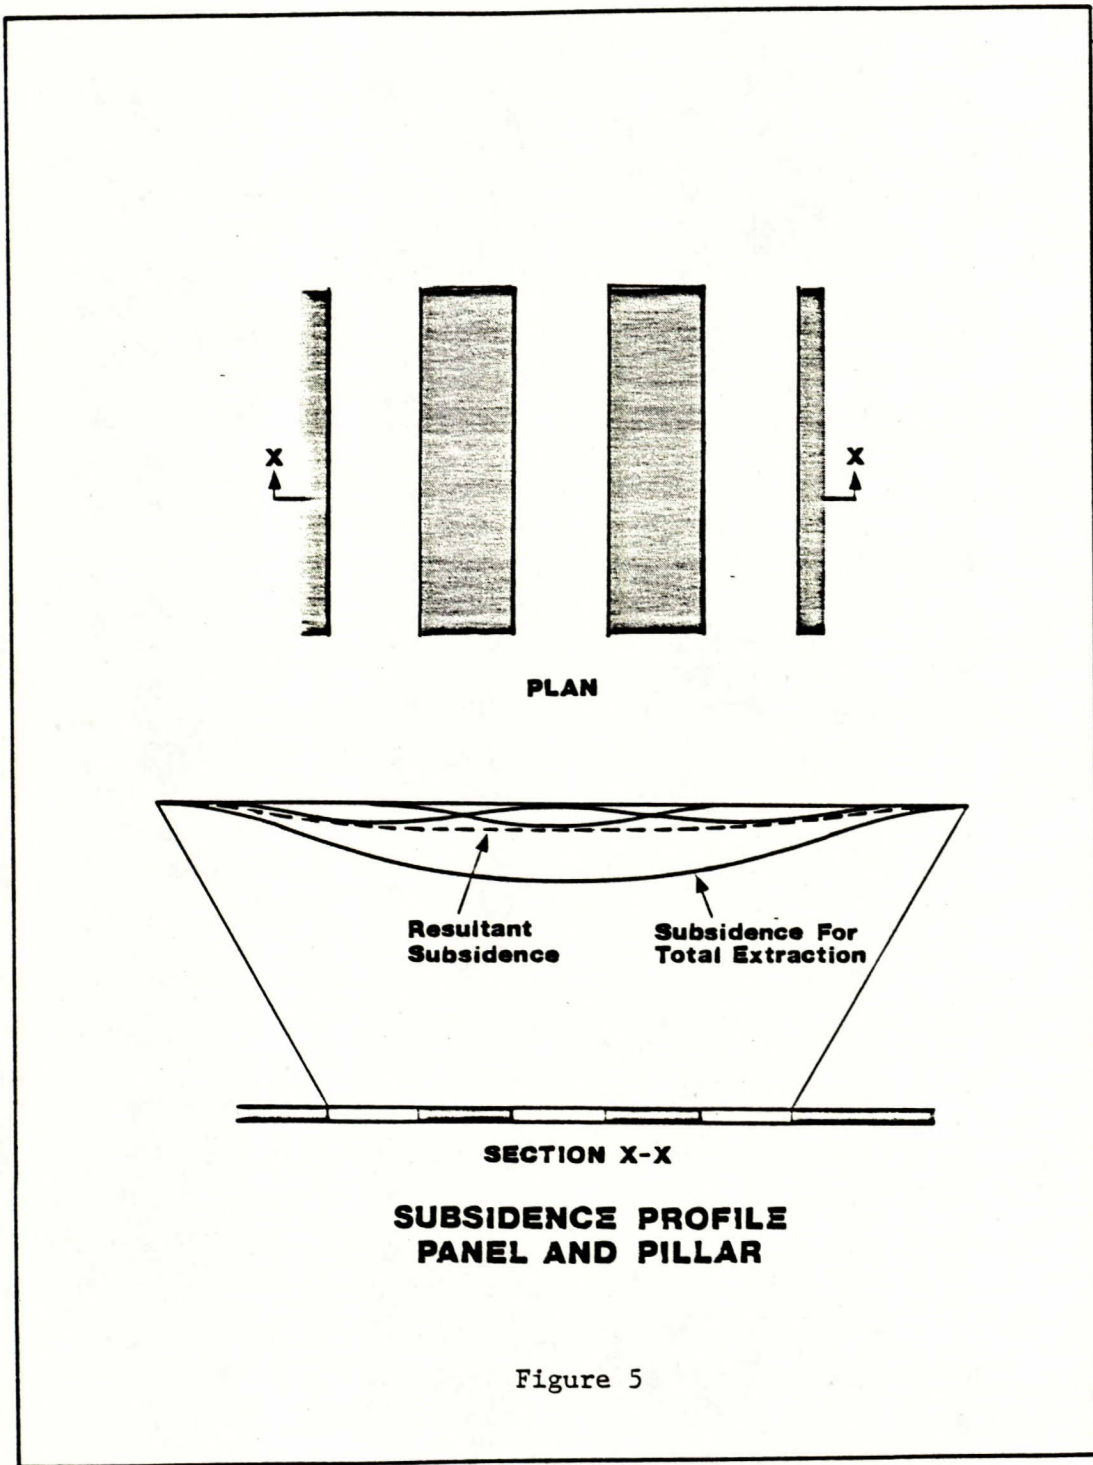 X
X
PLAN
Resultant
Subsidence
Subsidence For
Total Extraction
SECTION X-X
SUBSIDENCE PROFILE
PANEL AND PILLAR
Figure 5